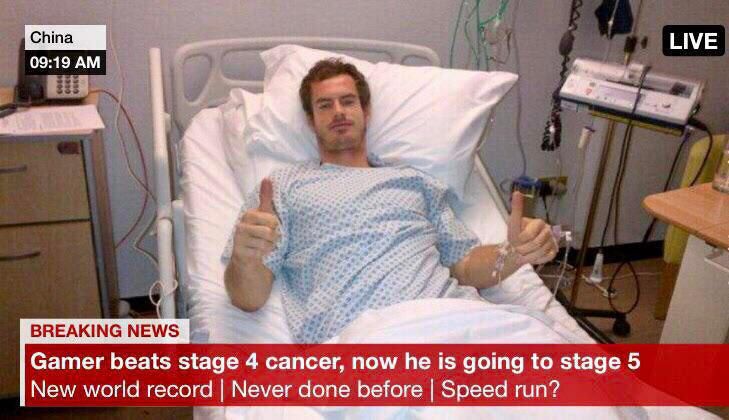 China
09:19 AM
LIVE
BREAKING NEWS
Gamer beats stage 4 cancer, now he is going to stage 5
New world record | Never done before | Speed run?